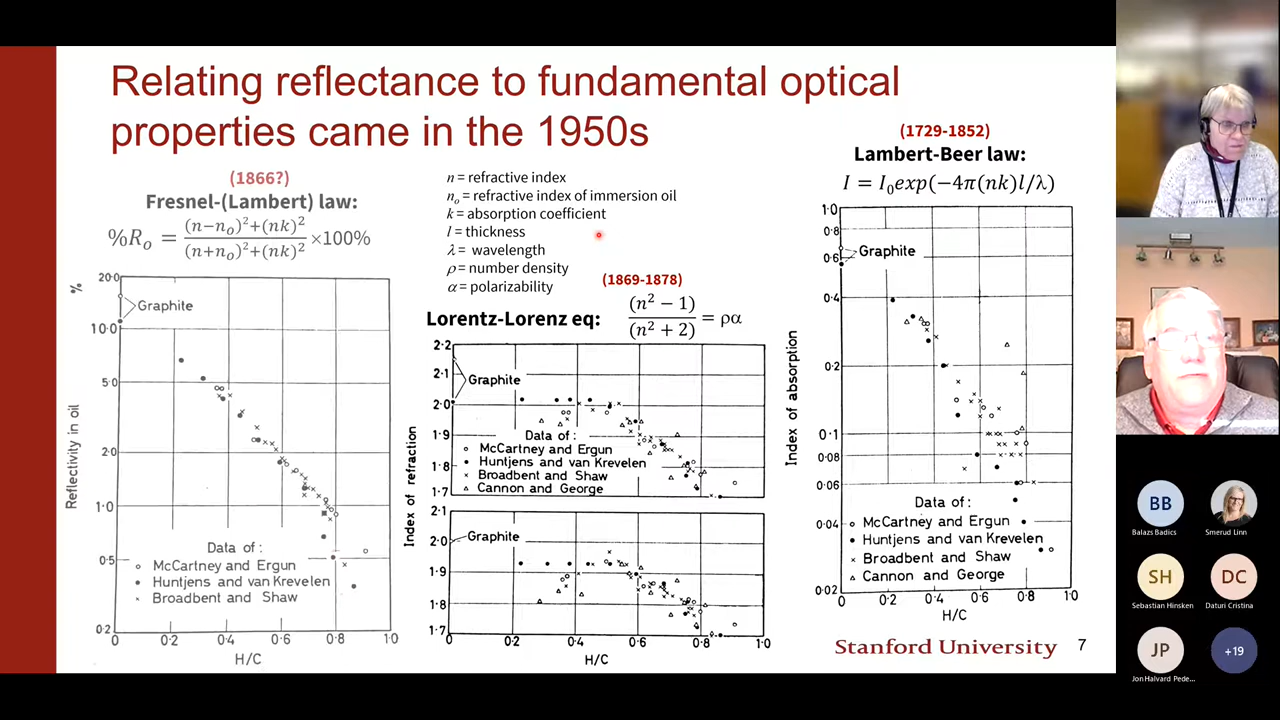 Relating reflectance to fundamental optical
properties came in the 1950s
(1866?)
Fresnel-(Lambert) law:
%Rₒ = (n−nₒ)²+(nk)² / (n+nₒ)²+(nk)² ×100%
20·0
%
Graphite
10·0
5·0
2·0
1·0
0·5
0·2
Reflectivity in oil
Data of :
McCartney and Ergun
Huntjens and van Krevelen
Broadbent and Shaw
0 0·2 0·4 0·6 0·8 1·0
H/C
n = refractive index
nₒ = refractive index of immersion oil
k = absorption coefficient
l = thickness
λ = wavelength
ρ = number density
α = polarizability
(1869-1878)
Lorentz-Lorenz eq:
(n² − 1) / (n² + 2) = ρα
2·2
2·1
Graphite
2·0
1·9
1·8
1·7
Data of :
McCartney and Ergun
Huntjens and van Krevelen
Broadbent and Shaw
Cannon and George
Index of refraction
2·1
2·0
Graphite
1·9
1·8
1·7
0 0·2 0·4 0·6 0·8 1·0
H/C
(1729-1852)
Lambert-Beer law:
I = I₀exp(−4π(nk)l/λ)
1·0
0·8
0·6
Graphite
0·4
0·2
0·1
0·08
0·06
0·04
0·02
Index of absorption
Data of :
McCartney and Ergun
Huntjens and van Krevelen
Broadbent and Shaw
Cannon and George
0 0·2 0·4 0·6 0·8 1·0
H/C
Stanford University 7
BB
Balazs Badics
Smerud Linn
SH
Sebastian Hinsken
DC
Daturi Cristina
JP
Jon Halvard Pede...
+19